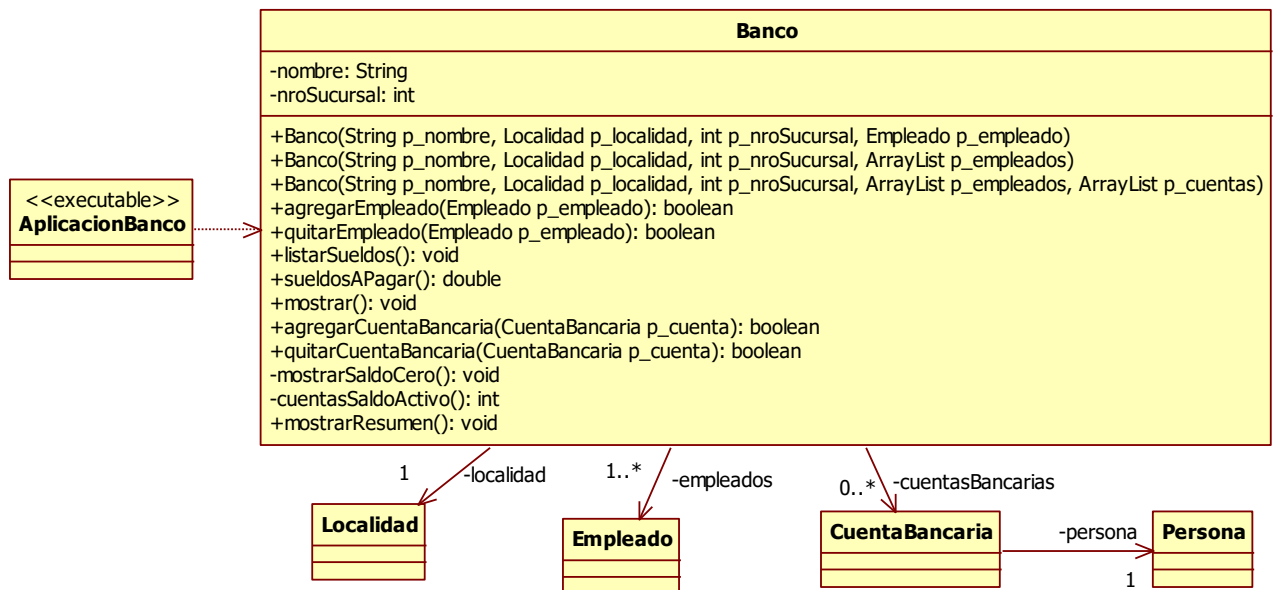 Banco
-nombre: String
-nroSucursal: int
+Banco(String p_nombre, Localidad p_localidad, int p_nroSucursal, Empleado p_empleado)
+Banco(String p_nombre, Localidad p_localidad, int p_nroSucursal, ArrayList p_empleados)
+Banco(String p_nombre, Localidad p_localidad, int p_nroSucursal, ArrayList p_empleados, ArrayList p_cuentas)
+agregarEmpleado(Empleado p_empleado): boolean
+quitarEmpleado(Empleado p_empleado): boolean
+listarSueldos(): void
+sueldosAPagar(): double
+mostrar(): void
+agregarCuentaBancaria(CuentaBancaria p_cuenta): boolean
+quitarCuentaBancaria(CuentaBancaria p_cuenta): boolean
-mostrarSaldoCero(): void
-cuentasSaldoActivo(): int
+mostrarResumen(): void
<<executable>>
AplicacionBanco
1
-localidad
1..*
-empleados
0..*
-cuentasBancarias
Localidad
Empleado
CuentaBancaria
-persona
1
Persona